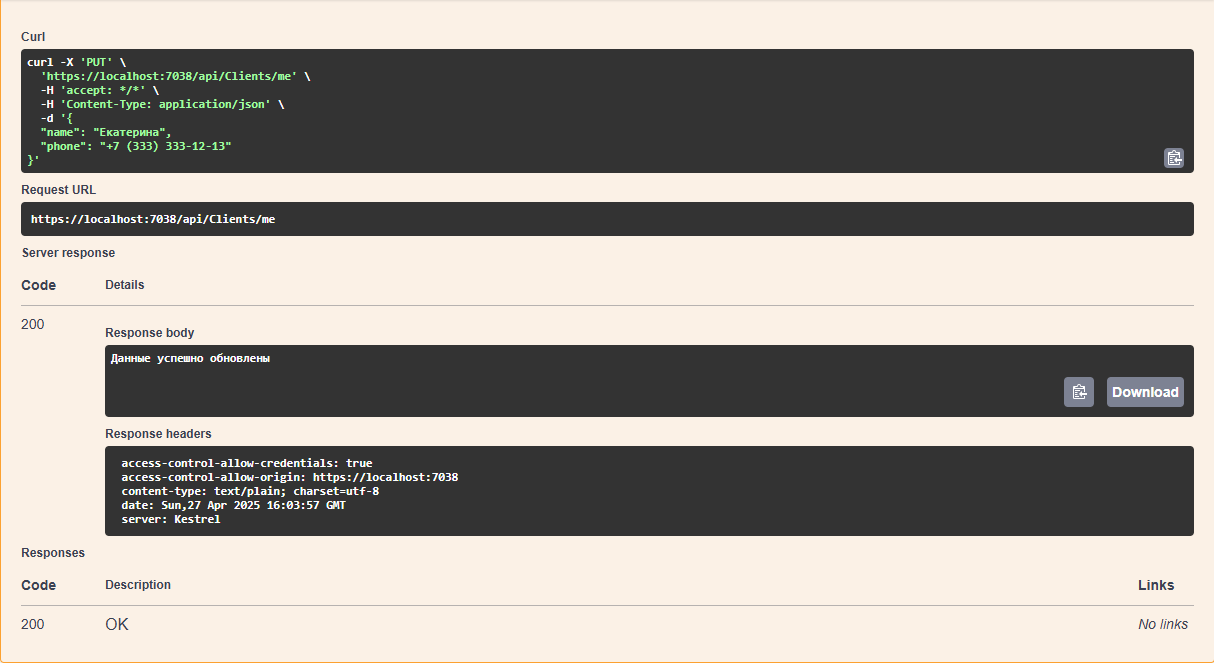 Curl
curl -X 'PUT' \
'https://localhost:7038/api/Clients/me' \
-H 'accept: */*' \
-H 'Content-Type: application/json' \
-d '{
"name": "Екатерина",
"phone": "+7 (333) 333-12-13"
}'
Request URL
https://localhost:7038/api/Clients/me
Server response
Code Details
200
Response body
Данные успешно обновлены
Download
Response headers
access-control-allow-credentials: true
access-control-allow-origin: https://localhost:7038
content-type: text/plain; charset=utf-8
date: Sun,27 Apr 2025 16:03:57 GMT
server: Kestrel
Responses
Code Description Links
200 OK No links